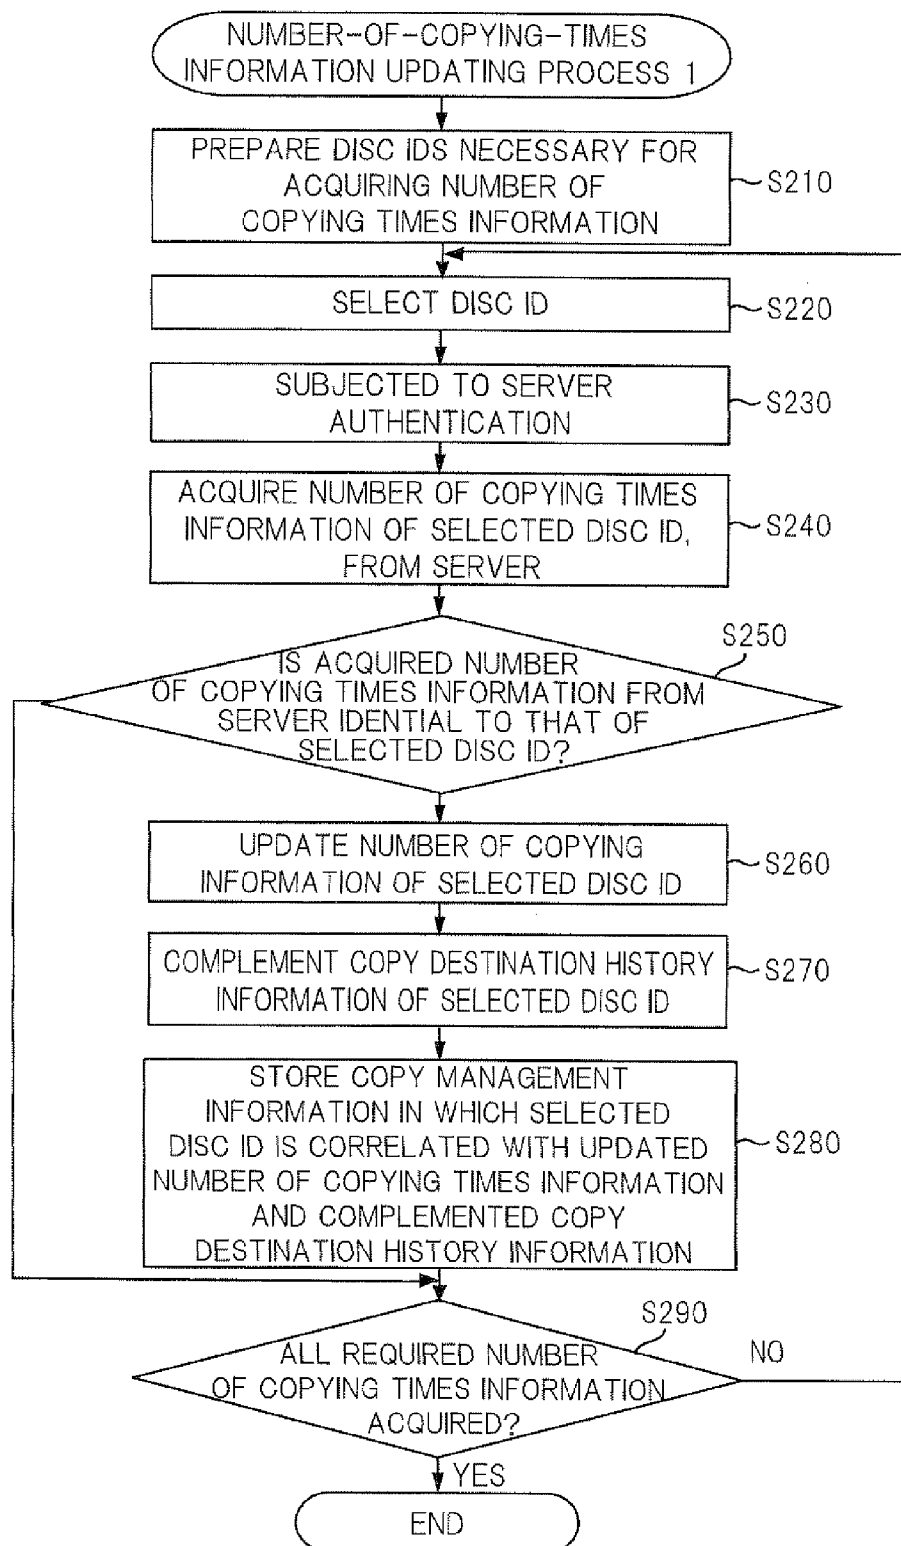 NUMBER-OF-COPYING-TIMES
INFORMATION UPDATING PROCESS 1
PREPARE DISC IDS NECESSARY FOR
ACQUIRING NUMBER OF
COPYING TIMES INFORMATION
S210
SELECT DISC ID
S220
SUBJECTED TO SERVER
AUTHENTICATION
S230
ACQUIRE NUMBER OF COPYING TIMES
INFORMATION OF SELECTED DISC ID,
FROM SERVER
S240
S250
IS ACQUIRED NUMBER
OF COPYING TIMES INFORMATION FROM
SERVER IDENTIAL TO THAT OF
SELECTED DISC ID?
UPDATE NUMBER OF COPYING
INFORMATION OF SELECTED DISC ID
S260
COMPLEMENT COPY DESTINATION HISTORY
INFORMATION OF SELECTED DISC ID
S270
STORE COPY MANAGEMENT
INFORMATION IN WHICH SELECTED
DISC ID IS CORRELATED WITH UPDATED
NUMBER OF COPYING TIMES INFORMATION
AND COMPLEMENTED COPY
DESTINATION HISTORY INFORMATION
S280
S290
ALL REQUIRED NUMBER
OF COPYING TIMES INFORMATION
ACQUIRED?
NO
YES
END